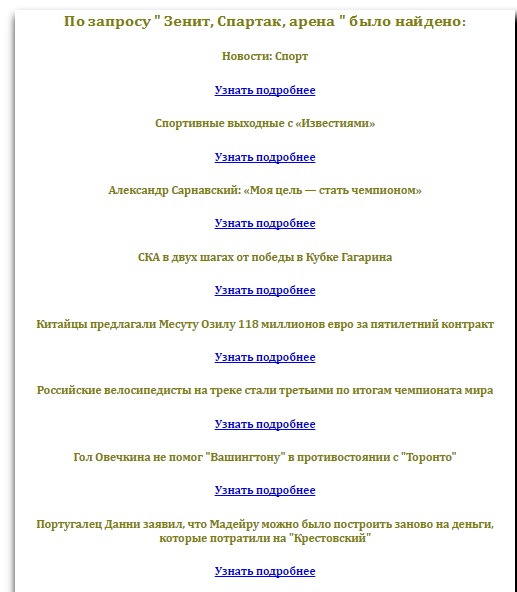 По запросу " Зенит, Спартак, арена " было найдено:
Новости: Спорт
Узнать подробнее
Спортивные выходные с «Известиями»
Узнать подробнее
Александр Сарнавский: «Моя цель — стать чемпионом»
Узнать подробнее
СКА в двух шагах от победы в Кубке Гагарина
Узнать подробнее
Китайцы предлагали Месуту Озилу 118 миллионов евро за пятилетний контракт
Узнать подробнее
Российские велосипедисты на треке стали третьими по итогам чемпионата мира
Узнать подробнее
Гол Овечкина не помог "Вашингтону" в противостоянии с "Торонто"
Узнать подробнее
Португалец Данни заявил, что Мадейру можно было построить заново на деньги,
которые потратили на "Крестовский"
Узнать подробнее